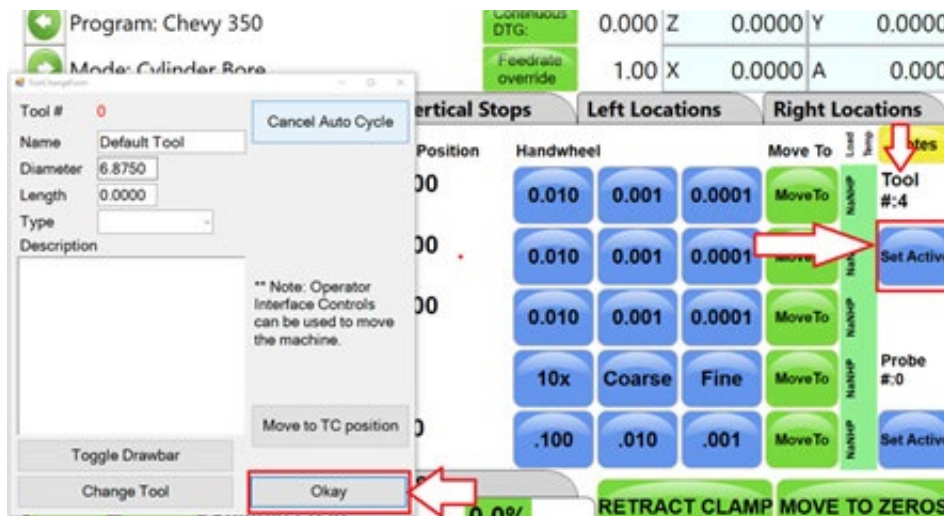 Program: Chevy 350
Continuous DTG:
0.000 Z 0.0000 Y 0.0000
Mode: Cylinder Bore
Feedrate override
1.00 X 0.0000 A 0.000
ToolChangeForm
Tool # 0
Name Default Tool
Diameter 6.8750
Length 0.0000
Type
Description
Cancel Auto Cycle
** Note: Operator
Interface Controls
can be used to move
the machine.
Move to TC position
Toggle Drawbar
Change Tool
Okay
ertical Stops Left Locations Right Locations
Position Handwheel Move To Load Temp
00 0.010 0.001 0.0001 MoveTo NaNHP
Tool
#:4
00 0.010 0.001 0.0001 NaNHP Set Active
00 0.010 0.001 0.0001 MoveTo NaNHP
10x Coarse Fine MoveTo NaNHP
Probe
#:0
0 .100 .010 .001 MoveTo NaNHP Set Active
0.0%
RETRACT CLAMP MOVE TO ZEROS